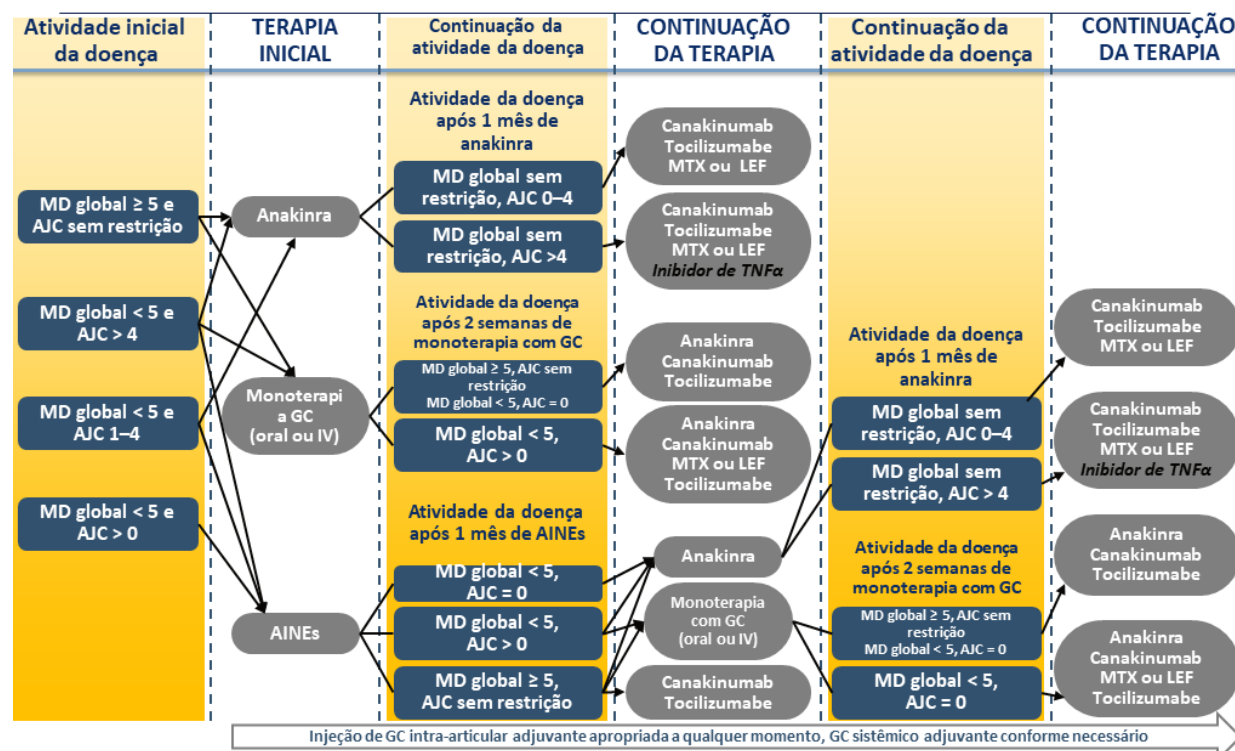 Atividade inicial
da doença
TERAPIA
INICIAL
Continuação da
atividade da doença
CONTINUAÇÃO
DA TERAPIA
Continuação da
atividade da doença
CONTINUAÇÃO
DA TERAPIA
MD global ≥ 5 e
AJC sem restrição
MD global < 5 e
AJC > 4
MD global < 5 e
AJC 1–4
MD global < 5 e
AJC > 0
Anakinra
Monoterapi
a GC
(oral ou IV)
AINEs
Atividade da doença
após 1 mês de
anakinra
MD global sem
restrição, AJC 0–4
MD global sem
restrição, AJC >4
Atividade da doença
após 2 semanas de
monoterapia com GC
MD global ≥ 5, AJC sem
restrição
MD global < 5, AJC = 0
MD global < 5,
AJC > 0
Atividade da doença
após 1 mês de AINEs
MD global < 5,
AJC = 0
MD global < 5,
AJC > 0
MD global ≥ 5,
AJC sem restrição
Canakinumab
Tocilizumabe
MTX ou LEF
Canakinumab
Tocilizumabe
MTX ou LEF
Inibidor de TNFα
Anakinra
Canakinumab
Tocilizumabe
Anakinra
Canakinumab
MTX ou LEF
Tocilizumabe
Anakinra
Monoterapia
com GC
(oral ou IV)
Canakinumab
Tocilizumabe
Atividade da doença
após 1 mês de
anakinra
MD global sem
restrição, AJC 0–4
MD global sem
restrição, AJC > 4
Atividade da doença
após 2 semanas de
monoterapia com GC
MD global ≥ 5, AJC sem
restrição
MD global < 5, AJC = 0
MD global < 5,
AJC = 0
Canakinumab
Tocilizumabe
MTX ou LEF
Canakinumab
Tocilizumabe
MTX ou LEF
Inibidor de TNFα
Anakinra
Canakinumab
Tocilizumabe
Anakinra
Canakinumab
MTX ou LEF
Tocilizumabe
Injeção de GC intra-articular adjuvante apropriada a qualquer momento, GC sistêmico adjuvante conforme necessário